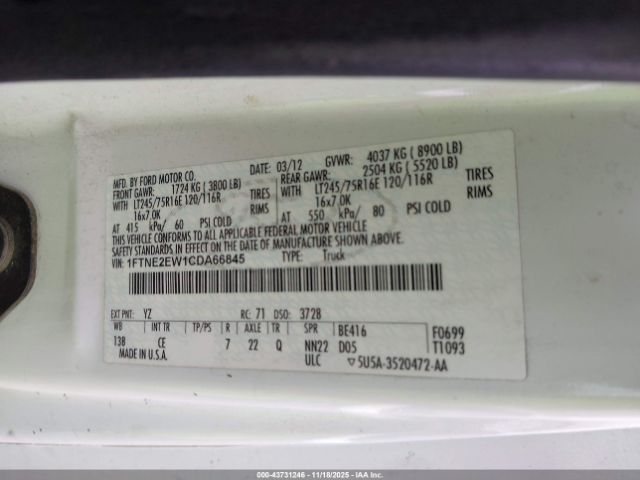 MFD. BY FORD MOTOR CO. DATE: 03/12 GVWR: 4037 KG ( 8900 LB)
FRONT GAWR: 1724 KG ( 3800 LB) REAR GAWR: 2504 KG ( 5520 LB)
WITH LT245/75R16E 120/116R TIRES WITH LT245/75R16E 120/116R TIRES
16x7.0K RIMS 16x7.0K RIMS
AT 415 kPa/ 60 PSI COLD AT 550 kPa/ 80 PSI COLD
THIS VEHICLE CONFORMS TO ALL APPLICABLE FEDERAL MOTOR VEHICLE
SAFETY STANDARDS IN EFFECT ON THE DATE OF MANUFACTURE SHOWN ABOVE.
VIN: 1FTNE2EW1CDA66845 TYPE: Truck
EXT PNT: YZ RC: 71 DSO: 3728
WB INT TR TP/PS R AXLE TR SPR BE416 F0699
138 CE 7 22 Q NN22 D05 T1093
MADE IN U.S.A. ULC ▽ 5USA-3520472-AA
000-43731246 - 11/18/2025 - IAA Corp.